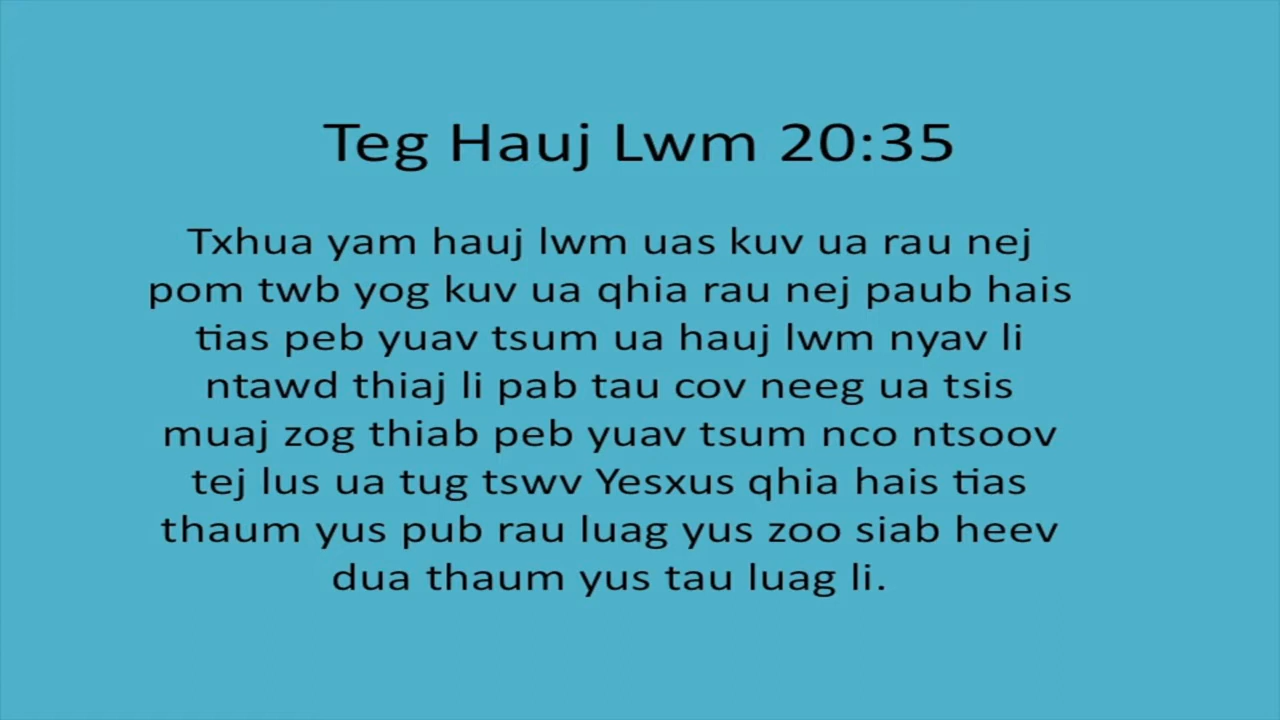 Teg Hauj Lwm 20:35
Txhua yam hauj lwm uas kuv ua rau nej
pom twb yog kuv ua qhia rau nej paub hais
tias peb yuav tsum ua hauj lwm nyav li
ntawd thiaj li pab tau cov neeg ua tsis
muaj zog thiab peb yuav tsum nco ntsoov
tej lus ua tug tswv Yesxus qhia hais tias
thaum yus pub rau luag yus zoo siab heev
dua thaum yus tau luag li.